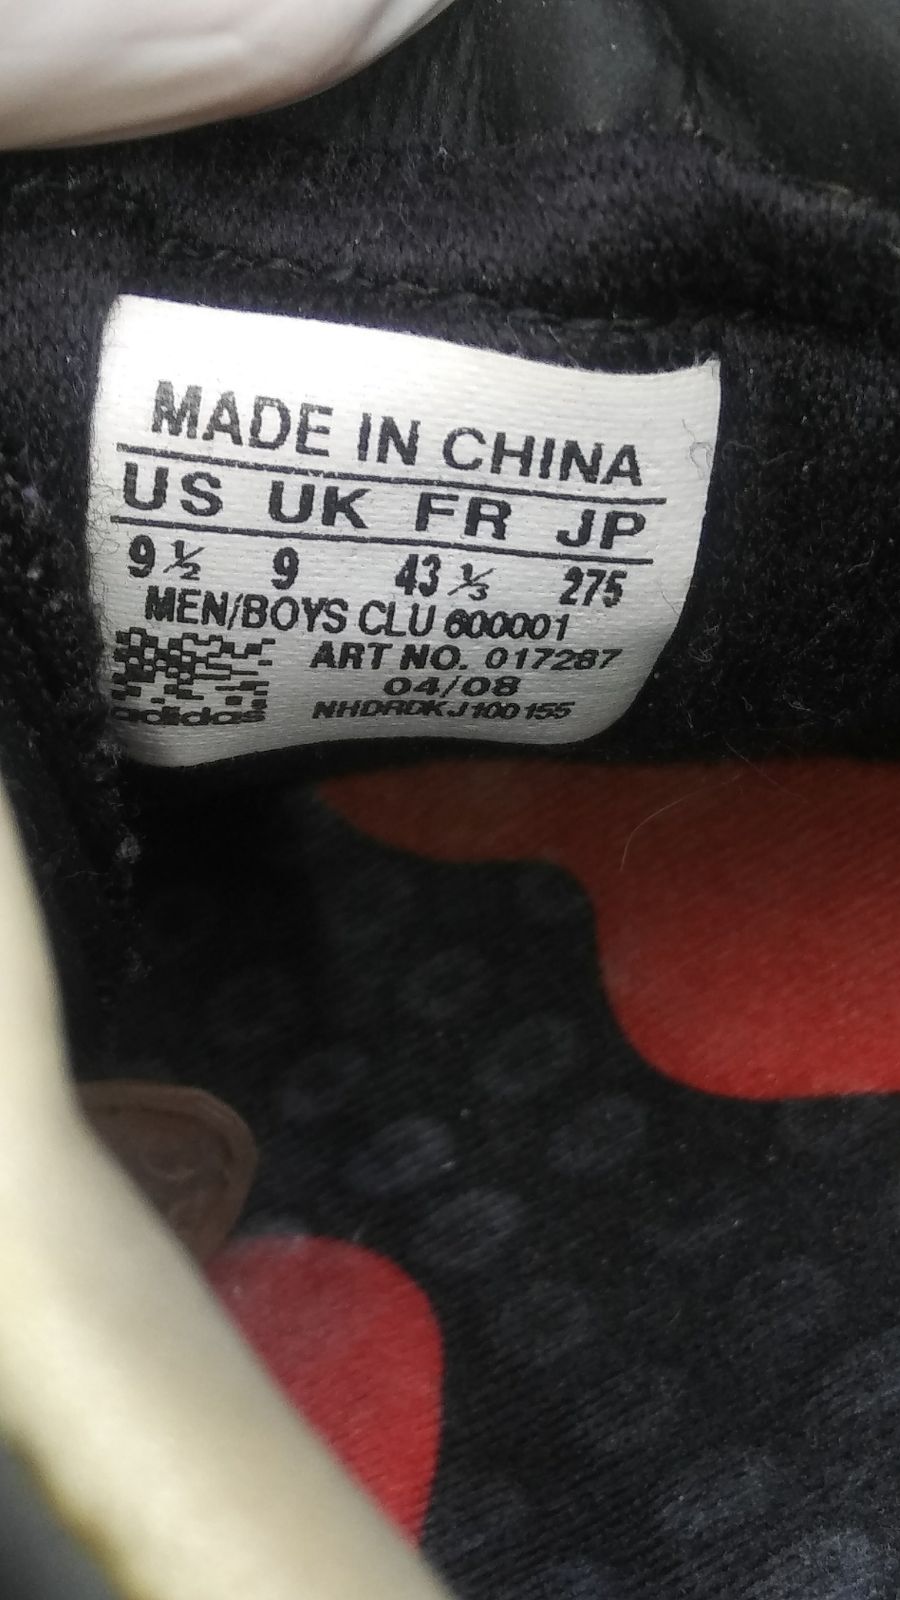 MADE IN CHINA
US UK FR JP
9 ½ 9 43 ⅓ 275
MEN/BOYS CLU 600001
ART NO. 017287
04/08
adidas NHDRDKJ100155